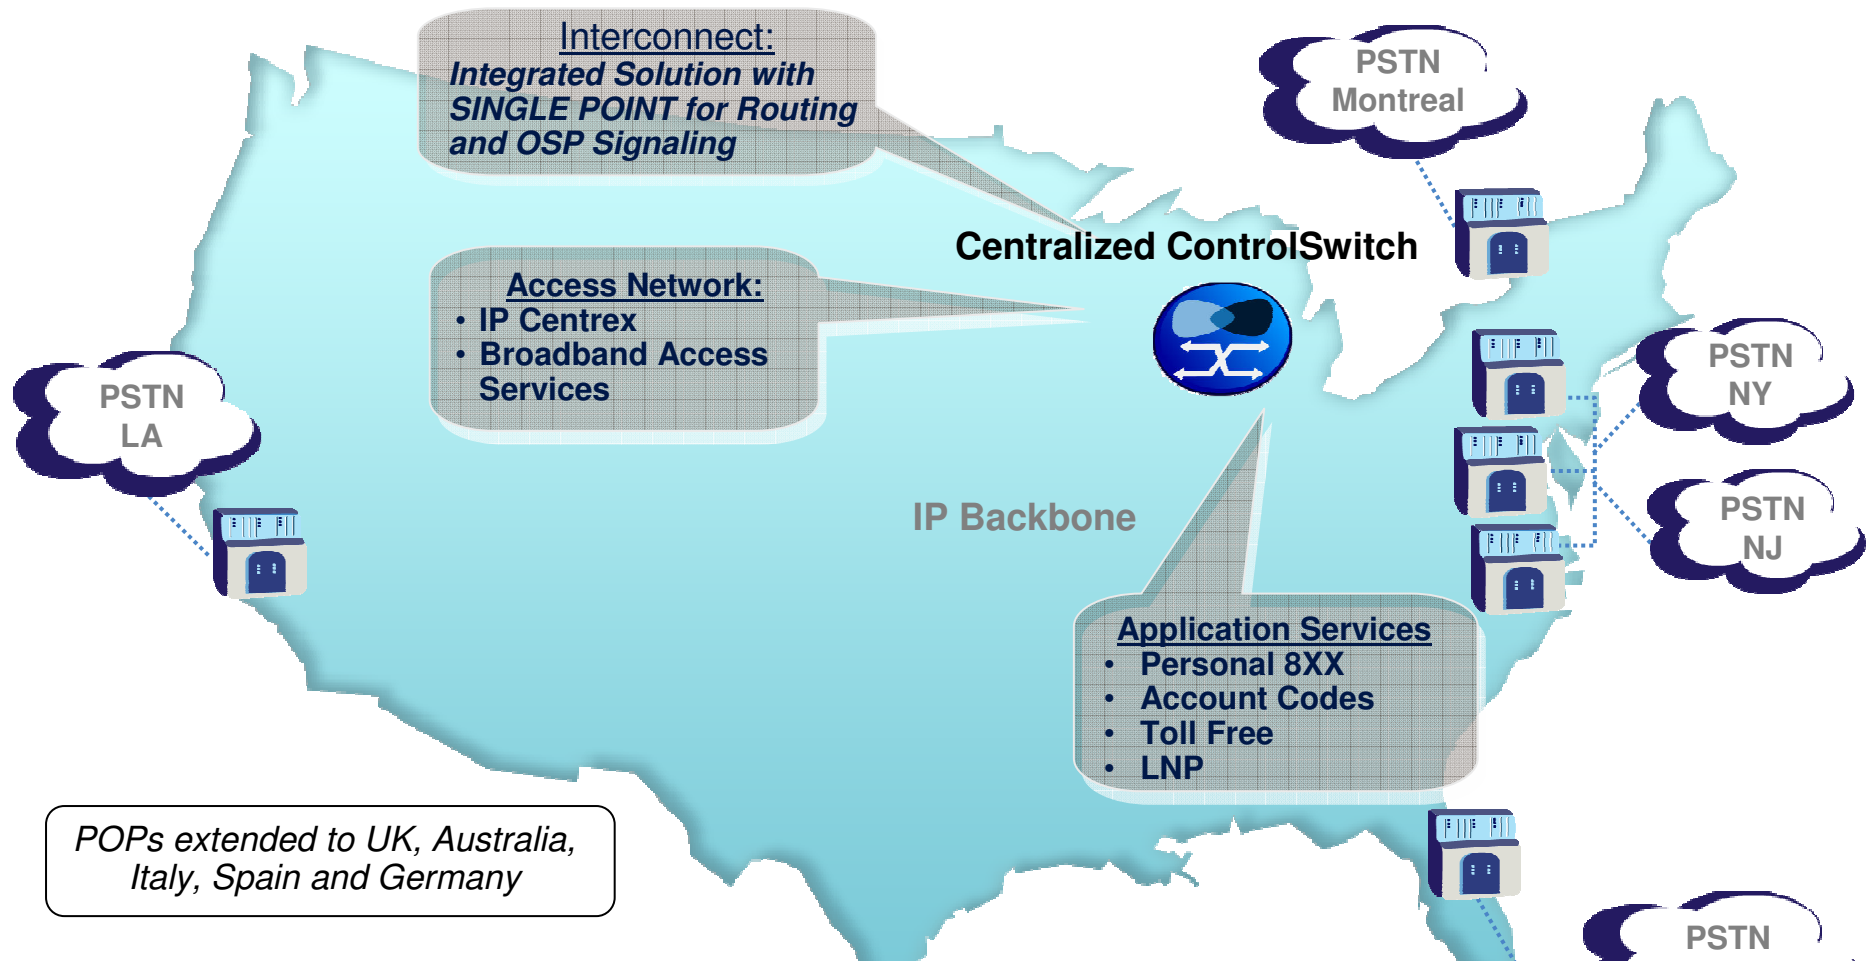 Interconnect:
Integrated Solution with
SINGLE POINT for Routing
and OSP Signaling
PSTN
Montreal
Centralized ControlSwitch
Access Network:
• IP Centrex
• Broadband Access
Services
PSTN
LA
PSTN
NY
IP Backbone
PSTN
NJ
Application Services
• Personal 8XX
• Account Codes
• Toll Free
• LNP
POPs extended to UK, Australia,
Italy, Spain and Germany
PSTN